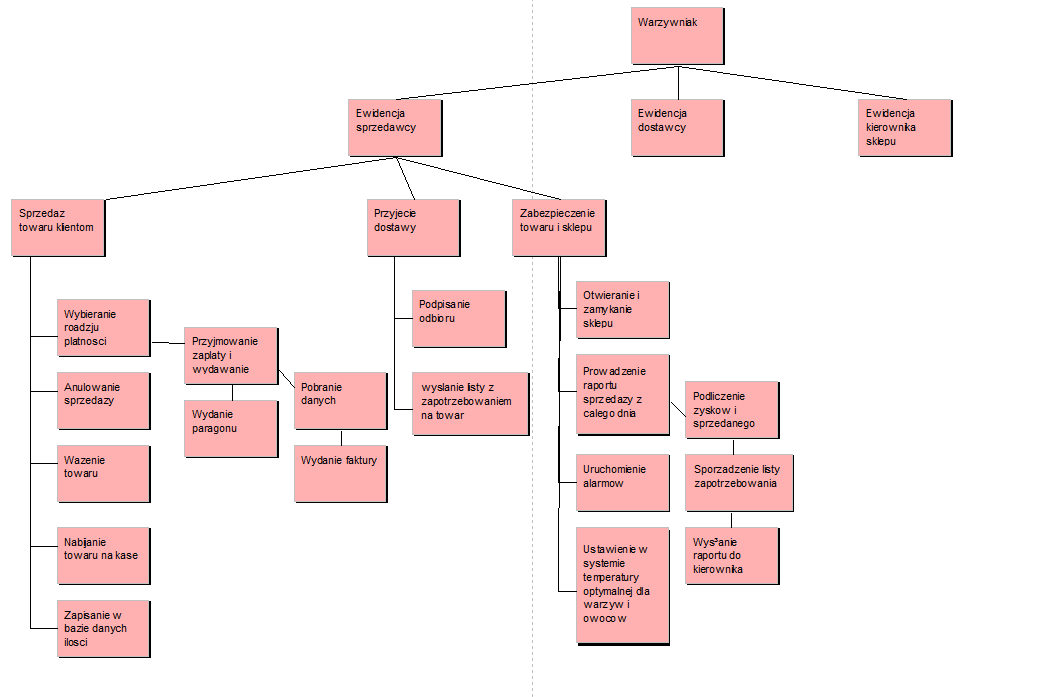 Warzywniak
Ewidencja
sprzedawcy
Ewidencja
dostawcy
Ewidencja
kierownika
sklepu
Sprzedaz
towaru klientom
Przyjecie
dostawy
Zabezpieczenie
towaru i sklepu
Wybieranie
roadzju
platnosci
Anulowanie
sprzedazy
Wazenie
towaru
Nabijanie
towaru na kase
Zapisanie w
bazie danych
ilosci
Przyjmowanie
zaplaty i
wydawanie
Wydanie
paragonu
Pobranie
danych
Wydanie faktury
Podpisanie
odbioru
wyslanie listy z
zapotrzebowaniem
na towar
Otwieranie i
zamykanie
sklepu
Prowadzenie
raportu
sprzedazy z
calego dnia
Uruchomienie
alarmow
Ustawienie w
systemie
temperatury
optymalnej dla
warzyw i
owocow
Podliczenie
zyskow i
sprzedanego
Sporzadzenie listy
zapotrzebowania
Wys³anie
raportu do
kierownika